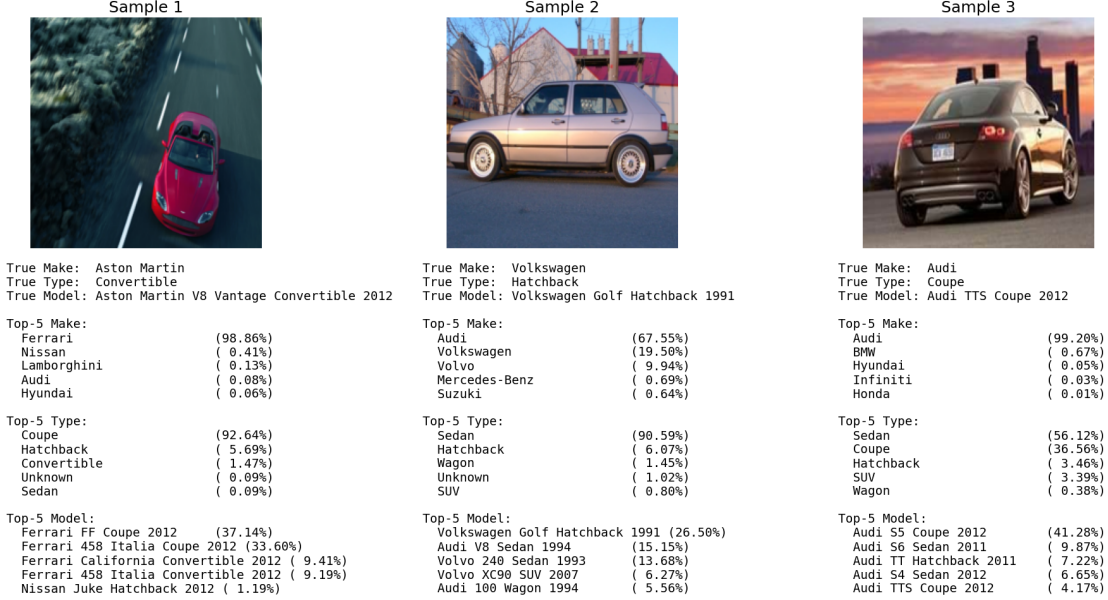 Sample 1
True Make:  Aston Martin
True Type:  Convertible
True Model: Aston Martin V8 Vantage Convertible 2012
Top-5 Make:
Ferrari (98.86%)
Nissan ( 0.41%)
Lamborghini ( 0.13%)
Audi ( 0.08%)
Hyundai ( 0.06%)
Top-5 Type:
Coupe (92.64%)
Hatchback ( 5.69%)
Convertible ( 1.47%)
Unknown ( 0.09%)
Sedan ( 0.09%)
Top-5 Model:
Ferrari FF Coupe 2012 (37.14%)
Ferrari 458 Italia Coupe 2012 (33.60%)
Ferrari California Convertible 2012 ( 9.41%)
Ferrari 458 Italia Convertible 2012 ( 9.19%)
Nissan Juke Hatchback 2012 ( 1.19%)
Sample 2
True Make:  Volkswagen
True Type:  Hatchback
True Model: Volkswagen Golf Hatchback 1991
Top-5 Make:
Audi (67.55%)
Volkswagen (19.50%)
Volvo ( 9.94%)
Mercedes-Benz ( 0.69%)
Suzuki ( 0.64%)
Top-5 Type:
Sedan (90.59%)
Hatchback ( 6.07%)
Wagon ( 1.45%)
Unknown ( 1.02%)
SUV ( 0.80%)
Top-5 Model:
Volkswagen Golf Hatchback 1991 (26.50%)
Audi V8 Sedan 1994 (15.15%)
Volvo 240 Sedan 1993 (13.68%)
Volvo XC90 SUV 2007 ( 6.27%)
Audi 100 Wagon 1994 ( 5.56%)
Sample 3
True Make:  Audi
True Type:  Coupe
True Model: Audi TTS Coupe 2012
Top-5 Make:
Audi (99.20%)
BMW ( 0.67%)
Hyundai ( 0.05%)
Infiniti ( 0.03%)
Honda ( 0.01%)
Top-5 Type:
Sedan (56.12%)
Coupe (36.56%)
Hatchback ( 3.46%)
SUV ( 3.39%)
Wagon ( 0.38%)
Top-5 Model:
Audi S5 Coupe 2012 (41.28%)
Audi S6 Sedan 2011 ( 9.87%)
Audi TT Hatchback 2011 ( 7.22%)
Audi S4 Sedan 2012 ( 6.65%)
Audi TTS Coupe 2012 ( 4.17%)